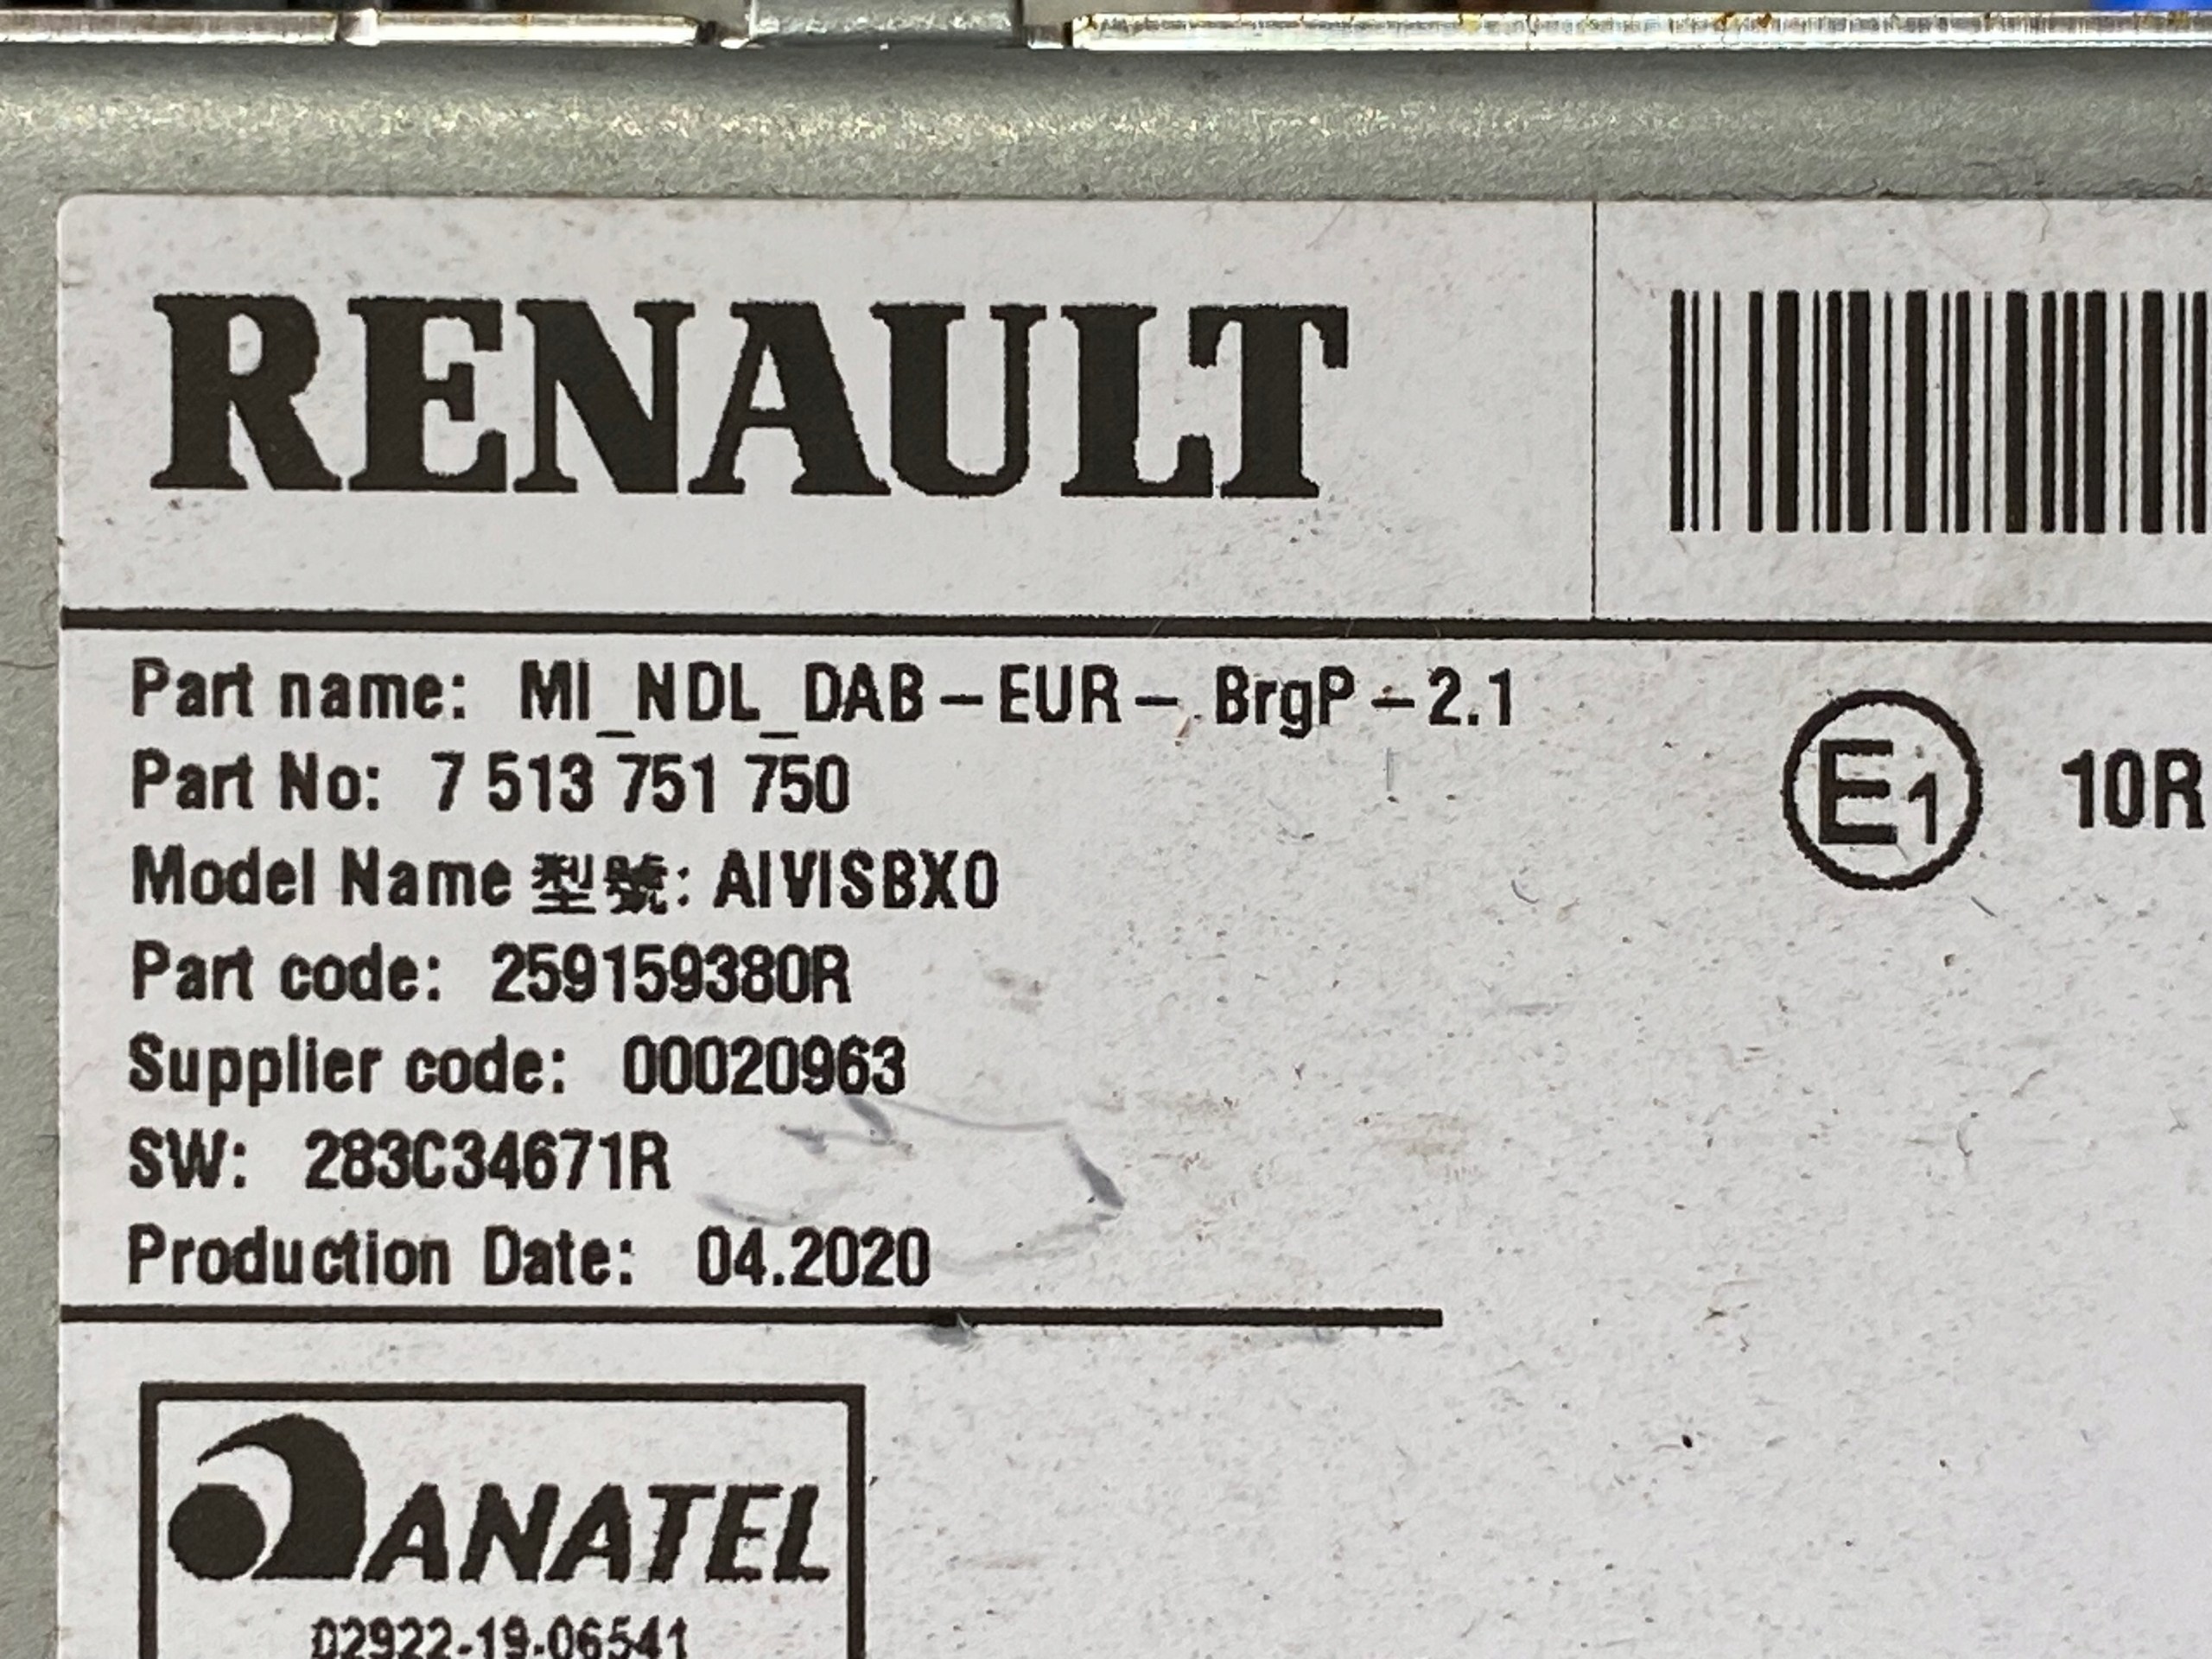 RENAULT
Part name: MI_NDL_DAB-EUR- BrgP-2.1
Part No: 7 513 751 750
E1 10R
Model Name 型號: AIVISBX0
Part code: 259159380R
Supplier code: 00020963
SW: 283C34671R
Production Date: 04.2020
ANATEL
02922-19-06541